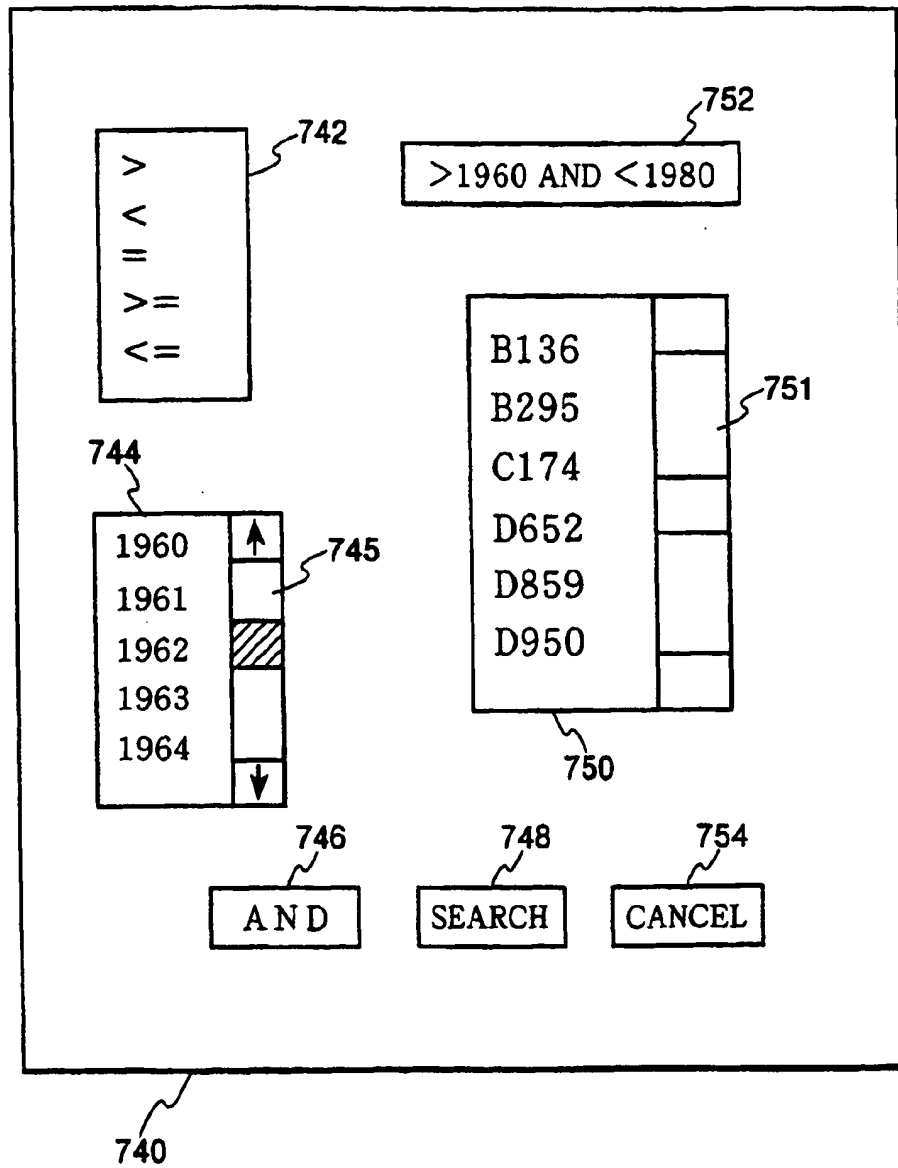 752
742
>1960 AND <1980
>
<
=
>=
<=
B136
B295
C174
D652
D859
D950
751
750
744
745
1960
1961
1962
1963
1964
746
748
754
AND
SEARCH
CANCEL
740